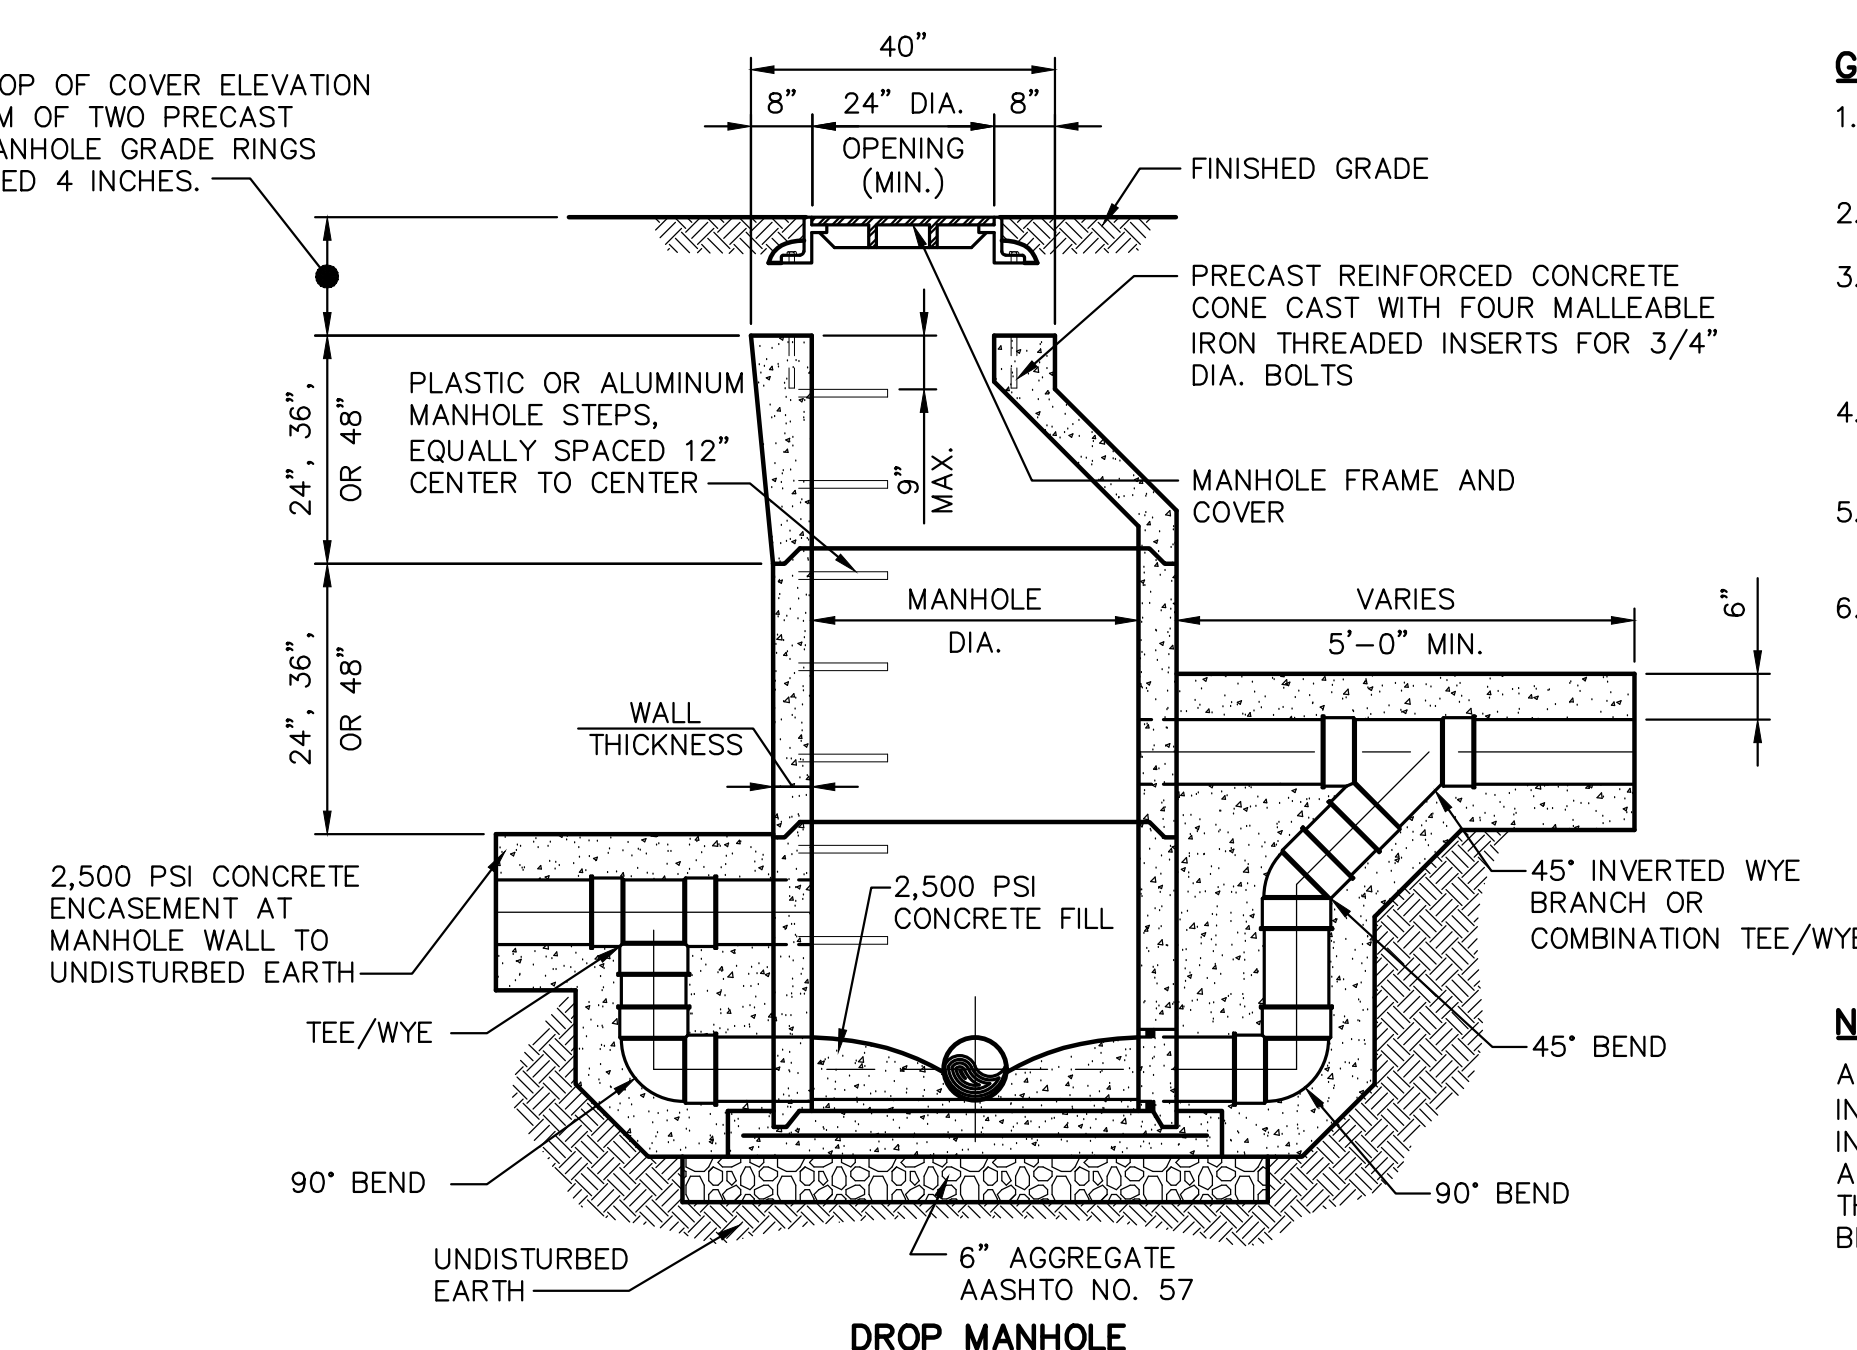 40"
8"
24" DIA.
8"
OPENING
(MIN.)
OP OF COVER ELEVATION
M OF TWO PRECAST
ANHOLE GRADE RINGS
ED 4 INCHES.
FINISHED GRADE
PRECAST REINFORCED CONCRETE
CONE CAST WITH FOUR MALLEABLE
IRON THREADED INSERTS FOR 3/4"
DIA. BOLTS
24", 36",
OR 48"
PLASTIC OR ALUMINUM
MANHOLE STEPS,
EQUALLY SPACED 12"
CENTER TO CENTER
9"
MAX.
MANHOLE FRAME AND
COVER
24", 36",
OR 48"
MANHOLE
DIA.
VARIES
5'-0" MIN.
6"
WALL
THICKNESS
2,500 PSI CONCRETE
ENCASEMENT AT
MANHOLE WALL TO
UNDISTURBED EARTH
2,500 PSI
CONCRETE FILL
45° INVERTED WYE
BRANCH OR
COMBINATION TEE/WYE
TEE/WYE
45° BEND
90° BEND
90° BEND
UNDISTURBED
EARTH
6" AGGREGATE
AASHTO NO. 57
DROP MANHOLE
G
1.
2.
3.
4.
5.
6.
N
A
IN
IN
A
TH
BE